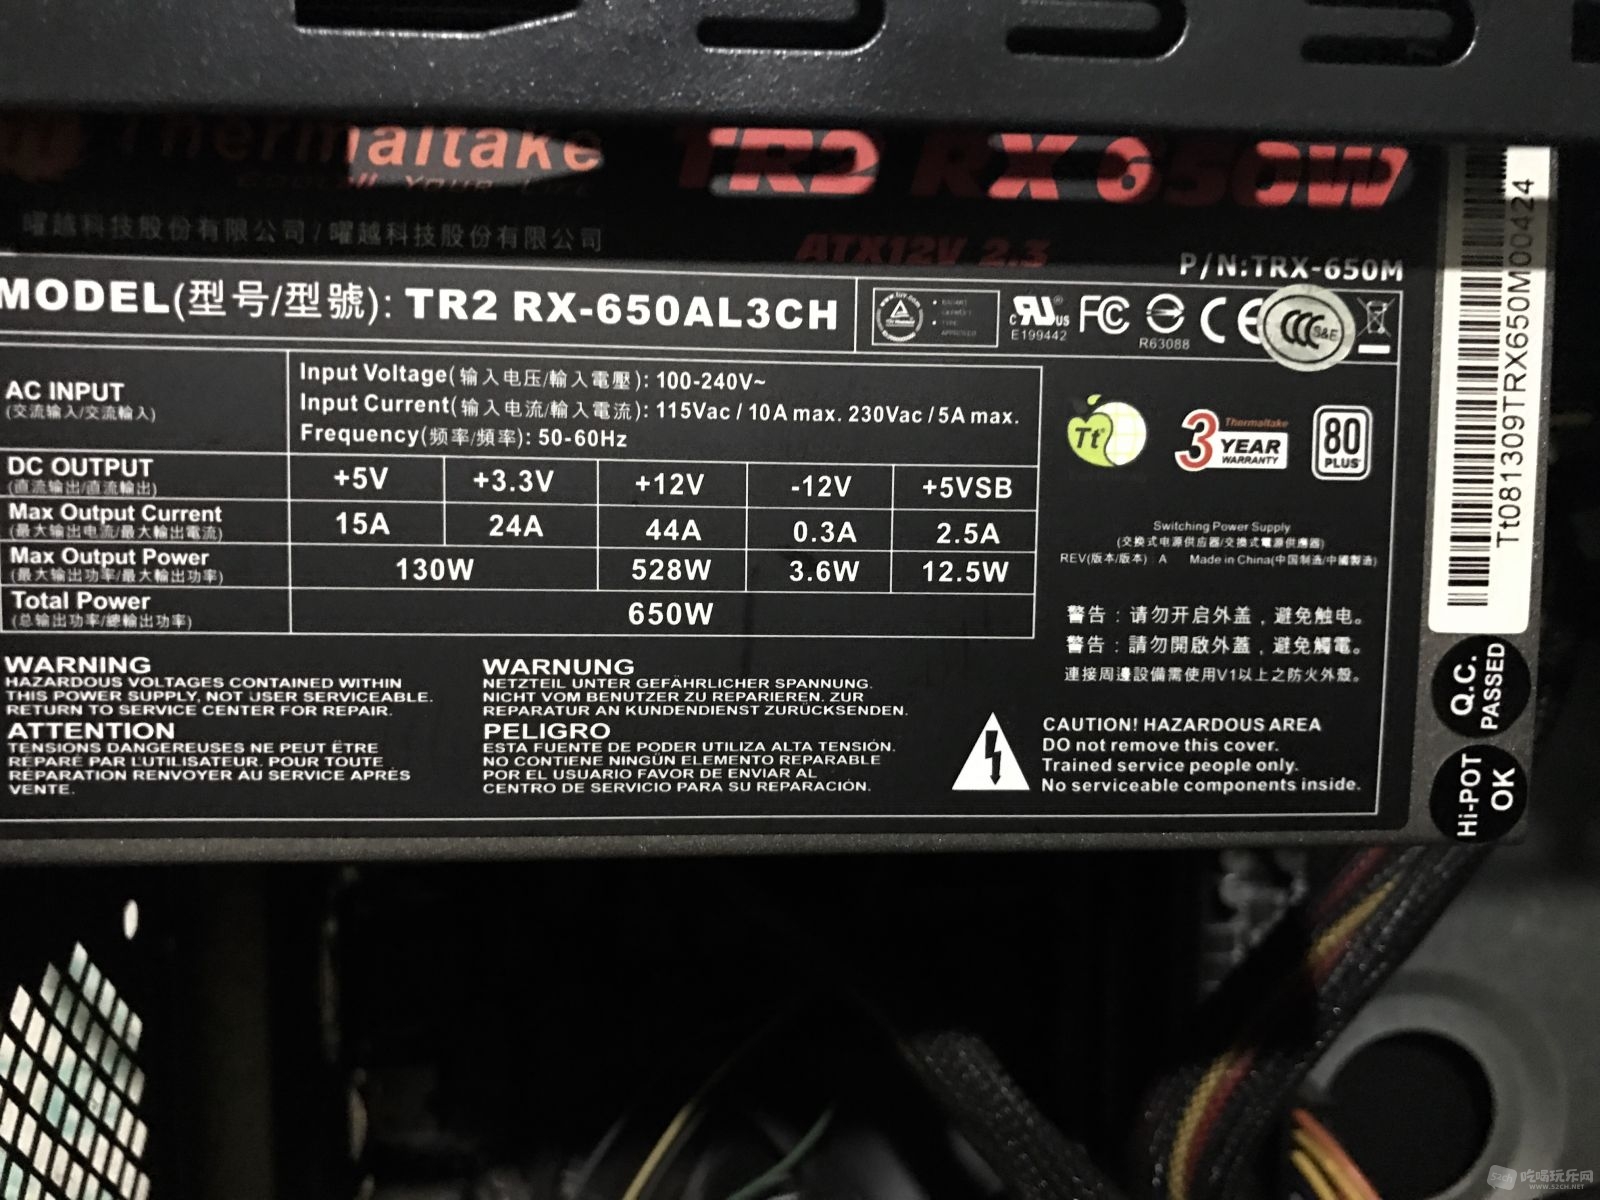 Thermaltake
TR2 RX 650W
曜越科技股份有限公司/曜越科技股份有限公司
ATX12V 2.3
P/N:TRX-650M
MODEL(型号/型號): TR2 RX-650AL3CH
C US
E199442
FC
R63088
CE
CCC
S&E
AC INPUT
(交流输入/交流輸入)
Input Voltage(输入电压/輸入電壓): 100-240V~
Input Current(输入电流/輸入電流): 115Vac / 10A max. 230Vac / 5A max.
Frequency(频率/頻率): 50-60Hz
DC OUTPUT
(直流输出/直流輸出)
+5V +3.3V +12V -12V +5VSB
Max Output Current
(最大输出电流/最大輸出電流)
15A 24A 44A 0.3A 2.5A
Max Output Power
(最大输出功率/最大輸出功率)
130W 528W 3.6W 12.5W
Total Power
(总输出功率/總輸出功率)
650W
Tt
Thermaltake
3 YEAR
WARRANTY
80
PLUS
Switching Power Supply
(交换式电源供应器/交換式電源供應器)
REV(版本/版本) : A Made in China(中国制造/中國製造)
警告：请勿开启外盖，避免触电。
警告：請勿開啟外蓋，避免觸電。
連接周邊設備需使用V1以上之防火外殼。
WARNING
HAZARDOUS VOLTAGES CONTAINED WITHIN
THIS POWER SUPPLY, NOT USER SERVICEABLE.
RETURN TO SERVICE CENTER FOR REPAIR.
ATTENTION
TENSIONS DANGEREUSES NE PEUT ÊTRE
RÉPARÉ PAR L'UTILISATEUR. POUR TOUTE
RÉPARATION RENVOYER AU SERVICE APRÈS
VENTE.
WARNUNG
NETZTEIL UNTER GEFÄHRLICHER SPANNUNG.
NICHT VOM BENUTZER ZU REPARIEREN. ZUR
REPARATUR AN KUNDENDIENST ZURÜCKSENDEN.
PELIGRO
ESTA FUENTE DE PODER UTILIZA ALTA TENSIÓN.
NO CONTIENE NINGÚN ELEMENTO REPARABLE
POR EL USUARIO FAVOR DE ENVIAR AL
CENTRO DE SERVICIO PARA SU REPARACIÓN.
CAUTION! HAZARDOUS AREA
DO not remove this cover.
Trained service people only.
No serviceable components inside.
Tt081309TRX650M00424
Q.C.
PASSED
Hi-POT
OK
吃喝玩乐网
WWW.52CH.NET